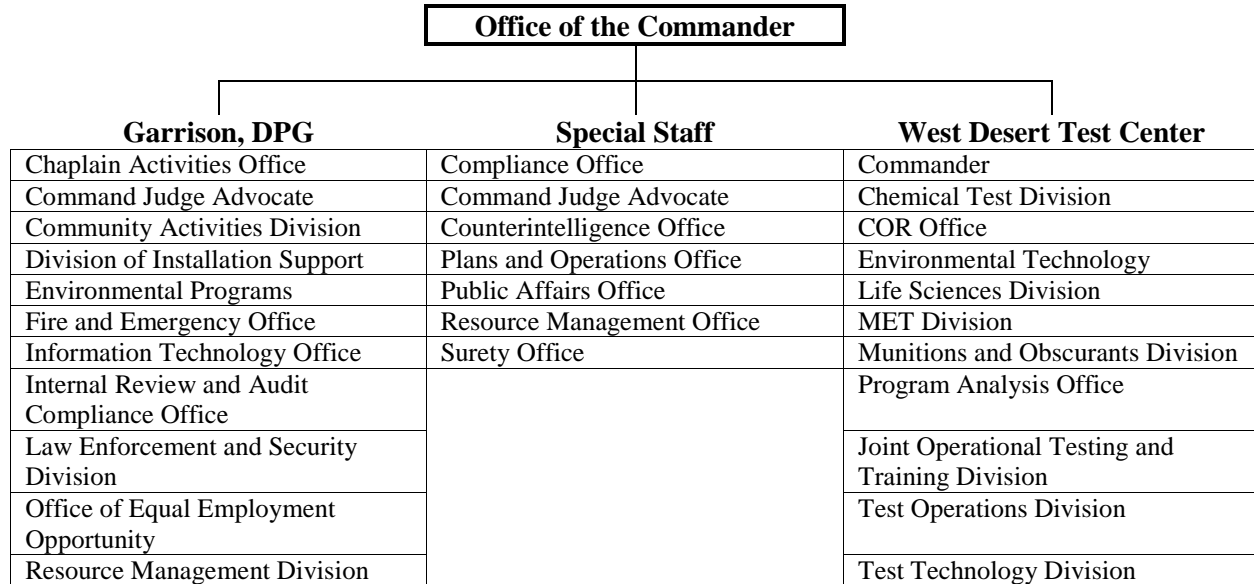 Office of the Commander
Garrison, DPG
Special Staff
West Desert Test Center
Chaplain Activities Office
Compliance Office
Commander
Command Judge Advocate
Command Judge Advocate
Chemical Test Division
Community Activities Division
Counterintelligence Office
COR Office
Division of Installation Support
Plans and Operations Office
Environmental Technology
Environmental Programs
Public Affairs Office
Life Sciences Division
Fire and Emergency Office
Resource Management Office
MET Division
Information Technology Office
Surety Office
Munitions and Obscurants Division
Internal Review and Audit
Compliance Office
Program Analysis Office
Law Enforcement and Security
Division
Joint Operational Testing and
Training Division
Office of Equal Employment
Opportunity
Test Operations Division
Resource Management Division
Test Technology Division